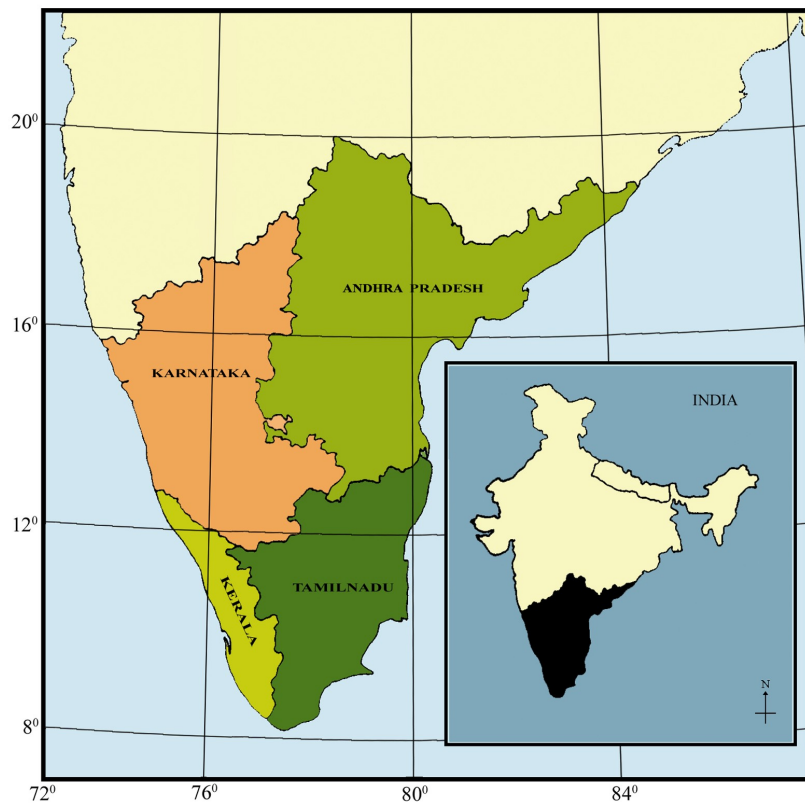 20⁰
ANDHRA PRADESH
16⁰
KARNATAKA
INDIA
12⁰
TAMILNADU
KERALA
N
8⁰
72⁰ 76⁰ 80⁰ 84⁰